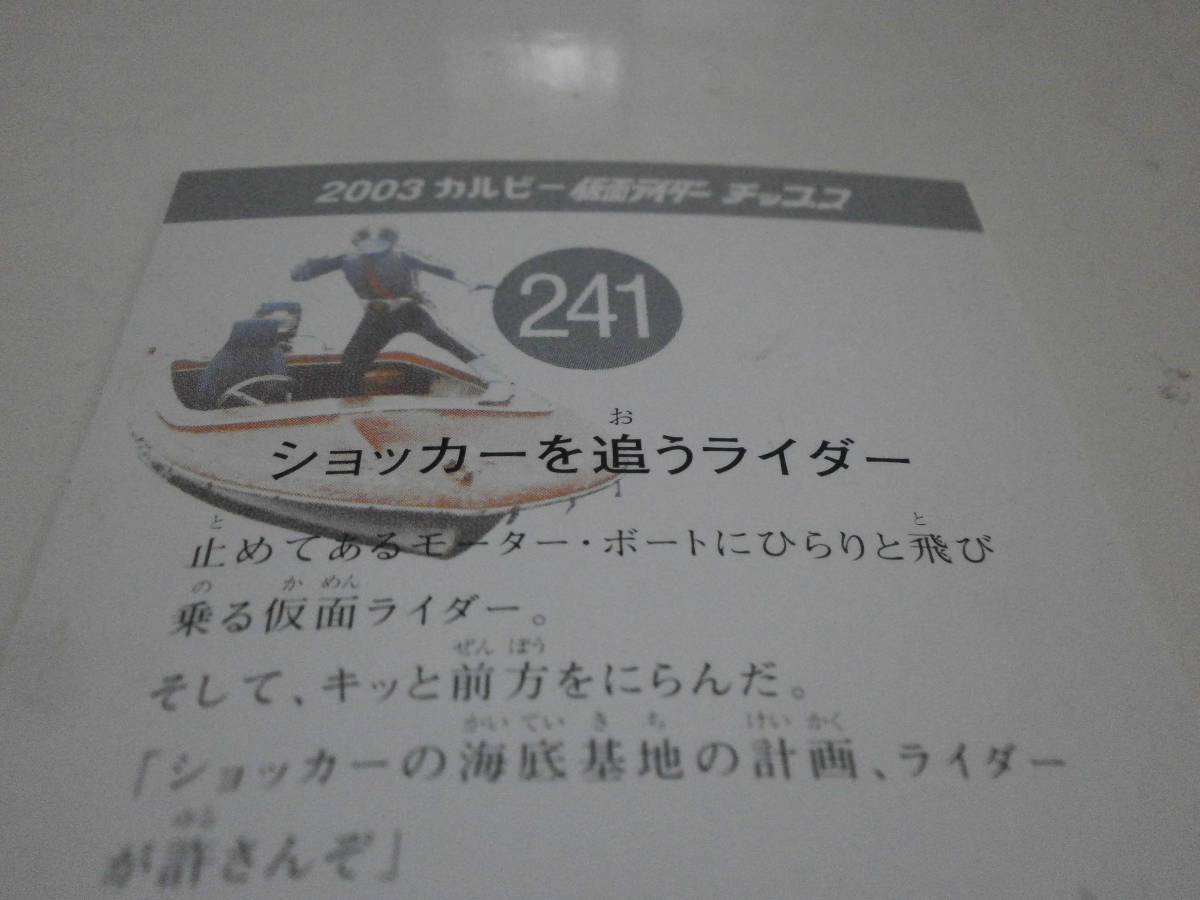 2003 カルビー 仮面ライダー チップス
241
ショッカーを追うライダー
止めてあるモーター・ボートにひらりと飛び
乗る仮面ライダー。
そして、キッと前方をにらんだ。
「ショッカーの海底基地の計画、ライダー
が許さんぞ」